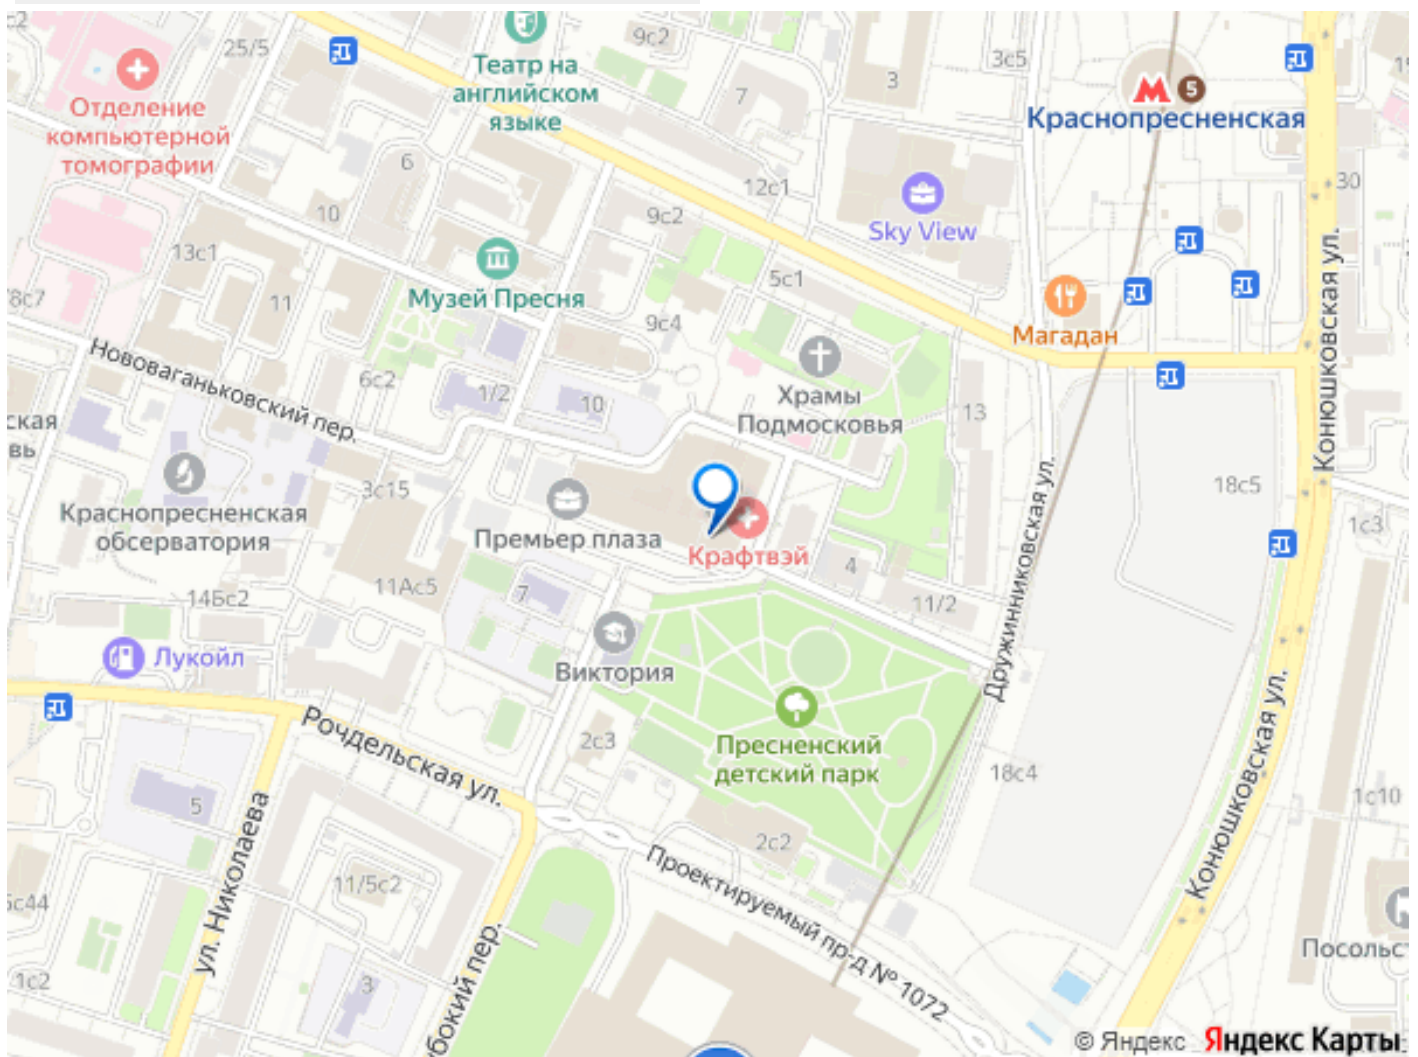 8с2
25/5
Отделение
компьютерной
томографии
Театр на
английском
языке
9с2
3
3с5
7
М 5
Краснопресненская
30
6
12с1
10
9с2
Sky View
13с1
Музей Пресня
5с1
11
8с7
9с4
Магадан
Конюшковская ул.
Нововаганьковский пер.
6с2
1/2
10
Храмы
Подмосковья
13
ская
вь
3с15
18с5
Краснопресненская
обсерватория
Премьер плаза
Крафтвэй
Дружинниковская ул.
1с3
4
11Ас5
7
14Бс2
11/2
Лукойл
Виктория
Пресненский
детский парк
Рочдельская ул.
2с3
18с4
Конюшковская ул.
1с10
5
ул. Николаева
2с2
11/5с2
Проектируемый пр-д № 1072
5с44
Посольс
1с2
3
бокий пер.
© Яндекс Яндекс Карты